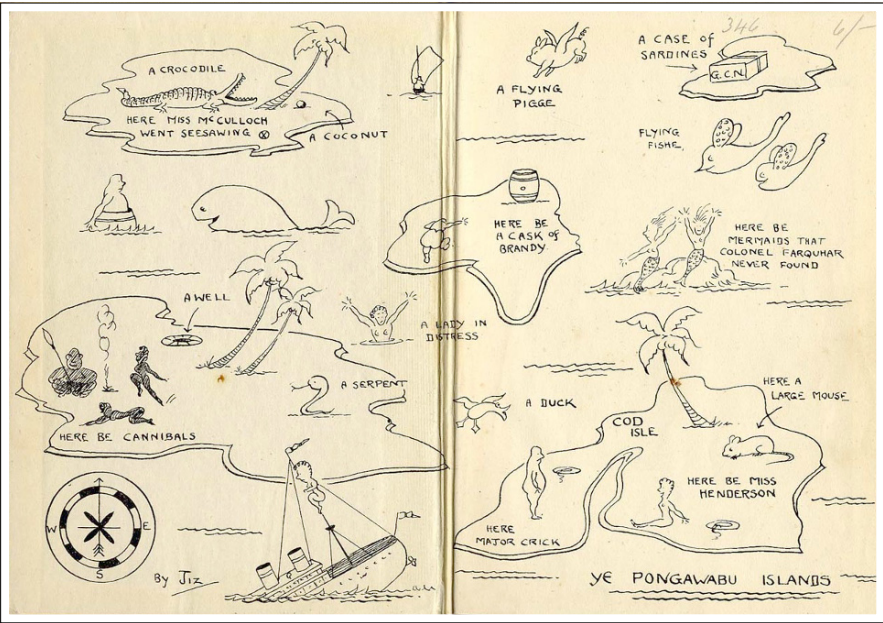 A CROCODILE
HERE MISS McCULLOCH
WENT SEESAWING ⊗
A COCONUT
A FLYING
PIGGE
346
6/-
A CASE OF
SARDINES
G.C.N.
FLYING
FISHE.
HERE BE
A CASK OF
BRANDY.
HERE BE
MERMAIDS THAT
COLONEL FARQUHAR
NEVER FOUND
A WELL
A LADY IN
DISTRESS
A SERPENT
HERE BE CANNIBALS
A DUCK
COD
ISLE
HERE A
LARGE MOUSE
HERE BE MISS
HENDERSON
HERE
MAJOR CRICK
W
E
S
By JIZ
YE PONGAWABU ISLANDS